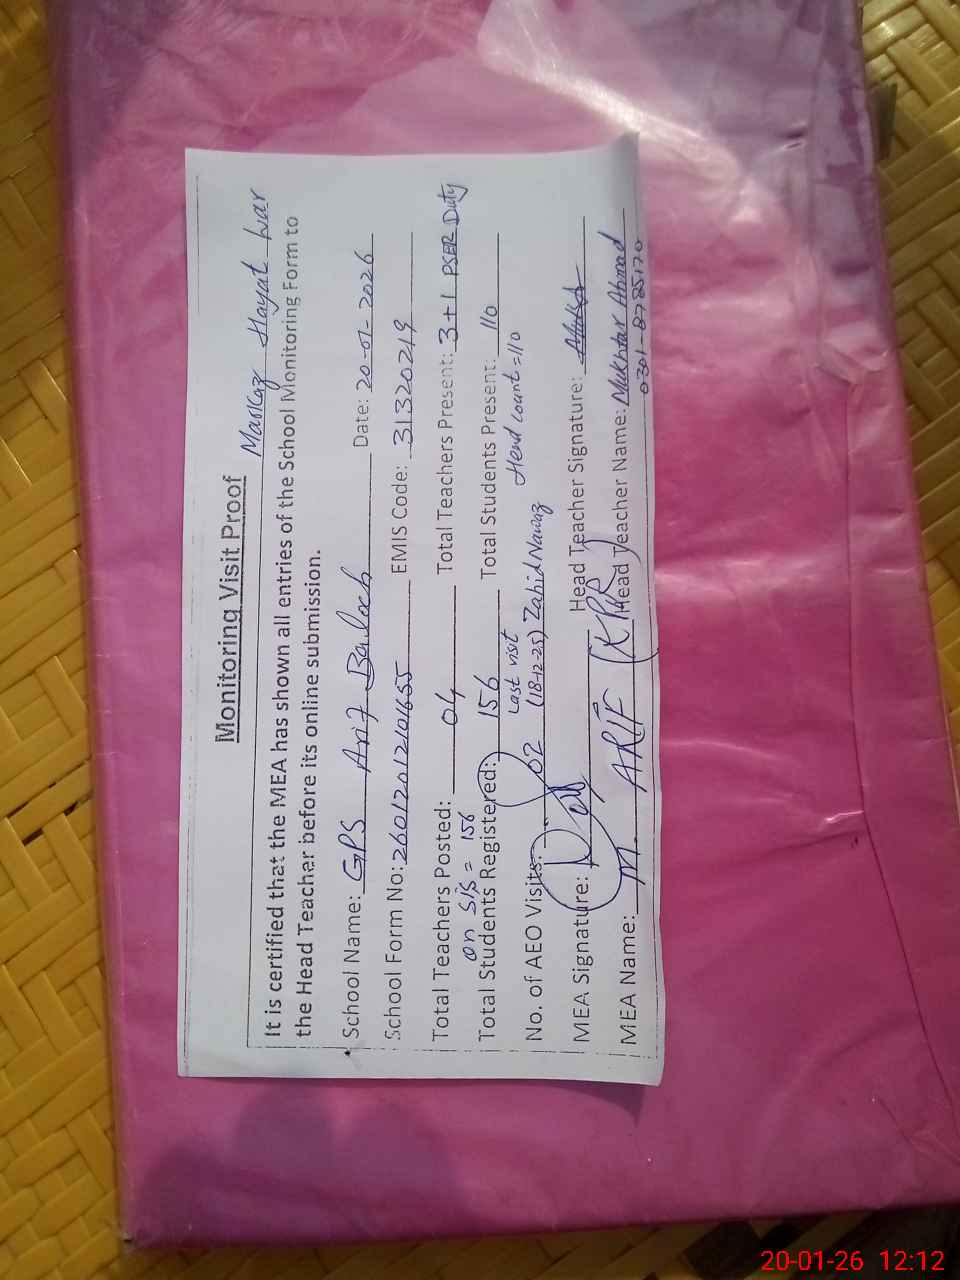 Monitoring Visit Proof
Markaz Hayat Lar
It is certified that the MEA has shown all entries of the School Monitoring Form to
the Head Teacher before its online submission.
School Name: GPS Arif Baloch Date: 20-01-2026
School Form No: 26012012101655 EMIS Code: 31320219
Total Teachers Posted: 04 Total Teachers Present: 3+1 PSER Duty
on SIS = 156
Total Students Registered: 156 Total Students Present: 110
Last visit Head Count = 110
No. of AEO Visits: 02 (18-12-25) Zahid Nawaz
MEA Signature: Head Teacher Signature:
MEA Name: M. ARIF (KPR) Head Teacher Name: Mukhtar Ahmad
0301-8785170
20-01-26 12:12